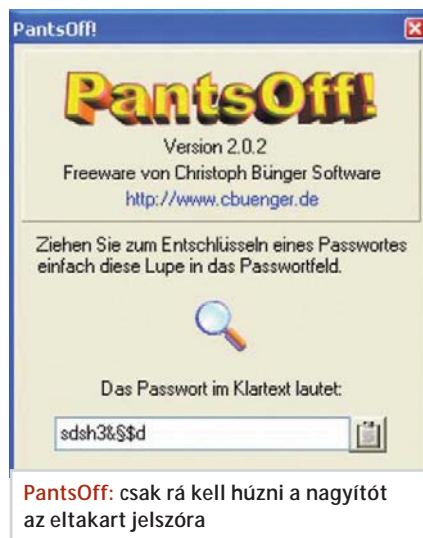 PantsOff!
PantsOff!
Version 2.0.2
Freeware von Christoph Bünger Software
http://www.cbuenger.de
Ziehen Sie zum Entschlüsseln eines Passwortes
einfach diese Lupe in das Passwortfeld.
Das Passwort im Klartext lautet:
sdsh3&§$d
PantsOff: csak rá kell húzni a nagyítót
az eltakart jelszóra